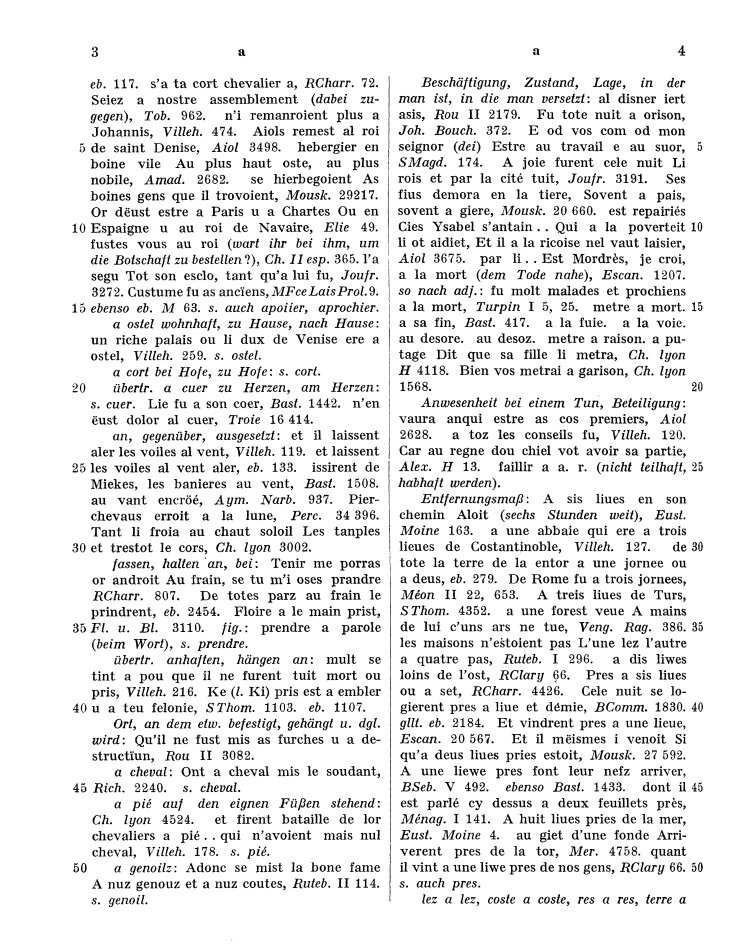 3 a
eb. 117. s'a ta cort chevalier a, RCharr. 72.
Seiez a nostre assemblement (dabei zu-
gegen), Tob. 962. n'i remanroient plus a
Johannis, Villeh. 474. Aiols remest al roi
5 de saint Denise, Aiol 3498. hebergier en
boine vile Au plus haut oste, au plus
nobile, Amad. 2682. se hierbegoient As
boines gens que il trovoient, Mousk. 29217.
Or dëust estre a Paris u a Chartes Ou en
10 Espaigne u au roi de Navaire, Elie 49.
fustes vous au roi (wart ihr bei ihm, um
die Botschaft zu bestellen?), Ch. II esp. 365. l'a
segu Tot son esclo, tant qu'a lui fu, Joufr.
3272. Custume fu as ancïens, MFce Lais Prol. 9.
15 ebenso eb. M 63. s. auch apoiier, aprochier.
a ostel wohnhaft, zu Hause, nach Hause:
un riche palais ou li dux de Venise ere a
ostel, Villeh. 259. s. ostel.
a cort bei Hofe, zu Hofe: s. cort.
20 übertr. a cuer zu Herzen, am Herzen:
s. cuer. Lie fu a son coer, Bast. 1442. n'en
ëust dolor al cuer, Troie 16 414.
an, gegenüber, ausgesetzt: et il laissent
aler les voiles al vent, Villeh. 119. et laissent
25 les voiles al vent aler, eb. 133. issirent de
Miekes, les banieres au vent, Bast. 1508.
au vant encröé, Aym. Narb. 937. Pier-
chevaus erroit a la lune, Perc. 34 396.
Tant li froia au chaut soloil Les tanples
30 et trestot le cors, Ch. lyon 3002.
fassen, halten an, bei: Tenir me porras
or androit Au frain, se tu m'i oses prandre
RCharr. 807. De totes parz au frain le
prindrent, eb. 2454. Floire a le main prist,
35 Fl. u. Bl. 3110. fig.: prendre a parole
(beim Wort), s. prendre.
übertr. anhaften, hängen an: mult se
tint a pou que il ne furent tuit mort ou
pris, Villeh. 216. Ke (l. Ki) pris est a embler
40 u a teu felonie, SThom. 1103. eb. 1107.
Ort, an dem etw. befestigt, gehängt u. dgl.
wird: Qu'il ne fust mis as furches u a de-
structïun, Rou II 3082.
a cheval: Ont a cheval mis le soudant,
45 Rich. 2240. s. cheval.
a pié auf den eignen Füßen stehend:
Ch. lyon 4524. et firent bataille de lor
chevaliers a pié . . qui n'avoient mais nul
cheval, Villeh. 178. s. pié.
50 a genoilz: Adonc se mist la bone fame
A nuz genouz et a nuz coutes, Ruteb. II 114.
s. genoil.
a 4
Beschäftigung, Zustand, Lage, in der
man ist, in die man versetzt: al disner iert
asis, Rou II 2179. Fu tote nuit a orison,
Joh. Bouch. 372. E od vos com od mon
seignor (dei) Estre au travail e au suor, 5
SMagd. 174. A joie furent cele nuit Li
rois et par la cité tuit, Joufr. 3191. Ses
fius demora en la tiere, Sovent a pais,
sovent a giere, Mousk. 20 660. est repairiés
Cies Ysabel s'antain . . Qui a la poverteit 10
li ot aidiet, Et il a la ricoise nel vaut laisier,
Aiol 3675. par li . . Est Mordrès, je croi,
a la mort (dem Tode nahe), Escan. 1207.
so nach adj.: fu molt malades et prochiens
a la mort, Turpin I 5, 25. metre a mort. 15
a sa fin, Bast. 417. a la fuie. a la voie.
au desore. au desoz. metre a raison. a pu-
tage Dit que sa fille li metra, Ch. lyon
H 4118. Bien vos metrai a garison, Ch. lyon
1568. 20
Anwesenheit bei einem Tun, Beteiligung:
vaura anqui estre as cos premiers, Aiol
2628. a toz les conseils fu, Villeh. 120.
Car au regne dou chiel vot avoir sa partie,
Alex. H 13. faillir a a. r. (nicht teilhaft, 25
habhaft werden).
Entfernungsmaß: A sis liues en son
chemin Aloit (sechs Stunden weit), Eust.
Moine 163. a une abbaie qui ere a trois
lieues de Costantinoble, Villeh. 127. de 30
tote la terre de la entor a une jornee ou
a deus, eb. 279. De Rome fu a trois jornees,
Méon II 22, 653. A treis liues de Turs,
SThom. 4352. a une forest veue A mains
de lui c'uns ars ne tue, Veng. Rag. 386. 35
les maisons n'estoient pas L'une lez l'autre
a quatre pas, Ruteb. I 296. a dis liwes
loins de l'ost, RClary 66. Pres a sis liues
ou a set, RCharr. 4426. Cele nuit se lo-
gierent pres a liue et démie, BComm. 1830. 40
gllt. eb. 2184. Et vindrent pres a une lieue,
Escan. 20 567. Et il mëismes i venoit Si
qu'a deus liues pries estoit, Mousk. 27 592.
A une liewe pres font leur nefz arriver,
BSeb. V 492. ebenso Bast. 1433. dont il 45
est parlé cy dessus a deux feuillets près,
Ménag. I 141. A huit liues pries de la mer,
Eust. Moine 4. au giet d'une fonde Arri-
verent pres de la tor, Mer. 4758. quant
il vint a une liwe pres de nos gens, RClary 66. 50
s. auch pres.
lez a lez, coste a coste, res a res, terre a